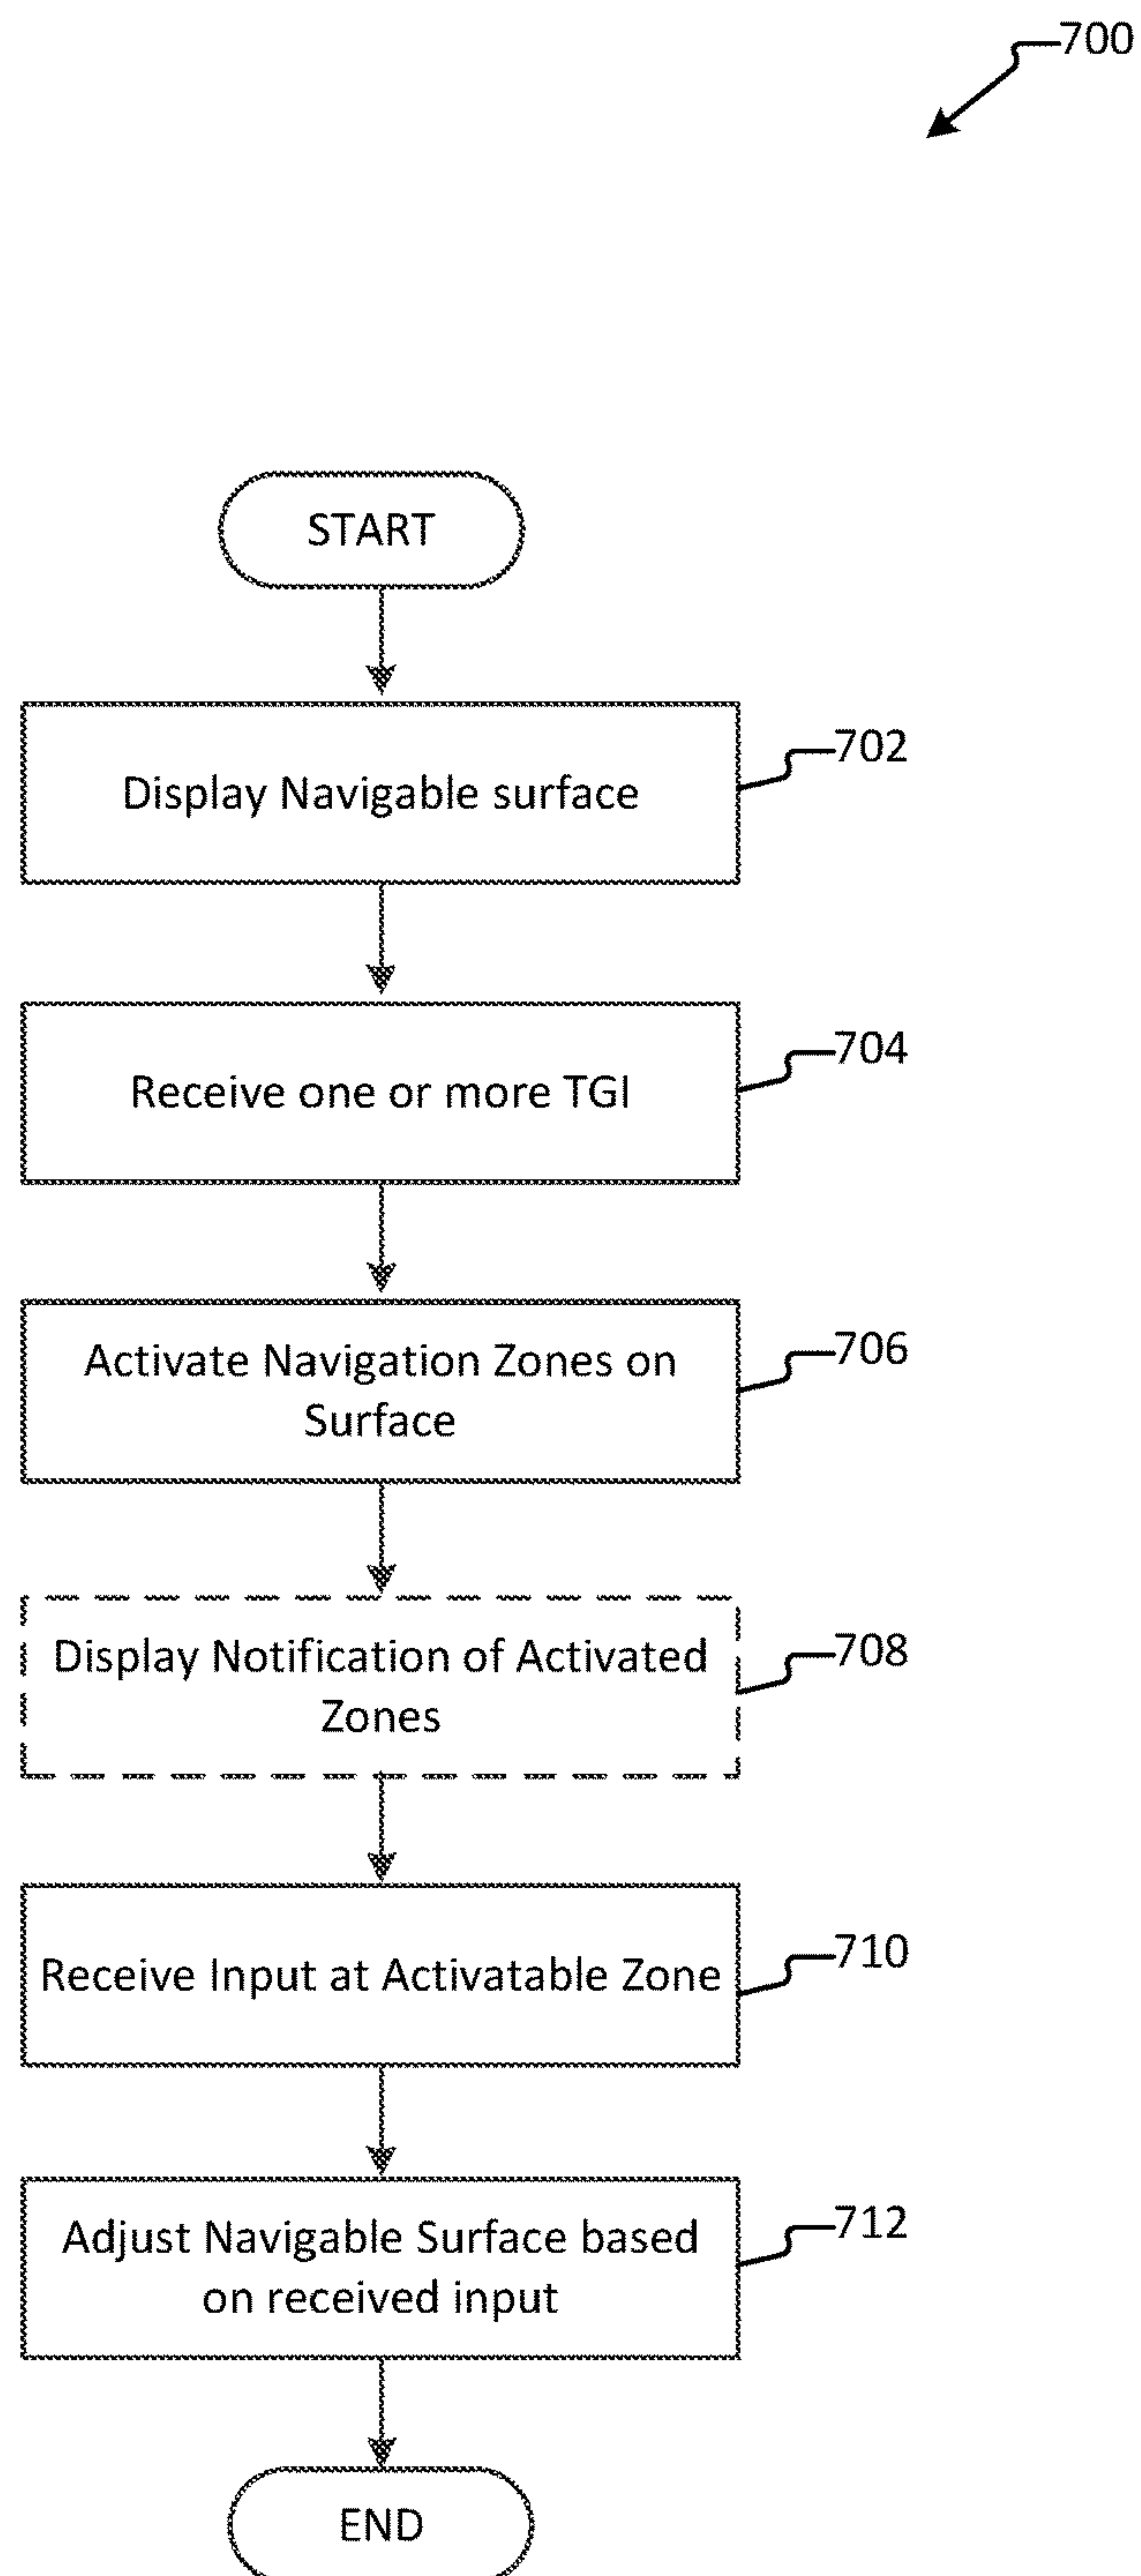 700
START
Display Navigable surface
702
Receive one or more TGI
704
Activate Navigation Zones on
Surface
706
Display Notification of Activated
Zones
708
Receive Input at Activatable Zone
710
Adjust Navigable Surface based
on received input
712
END